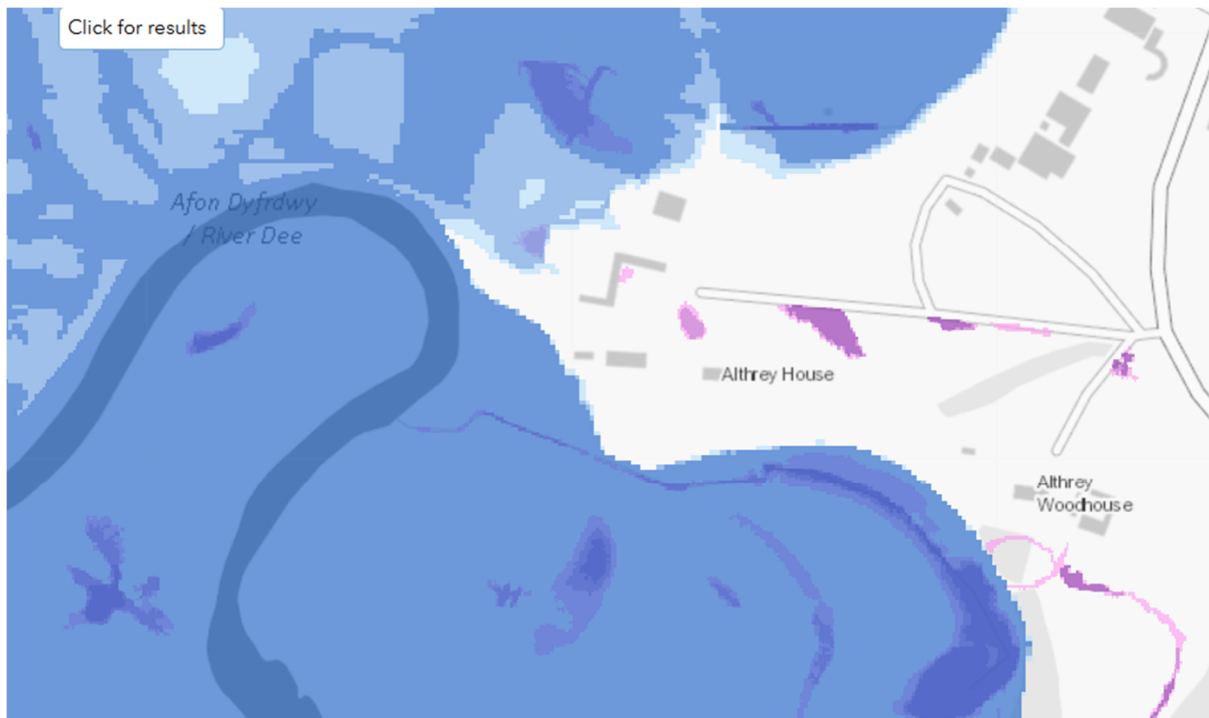 Click for results
Afon Dyfrdwy
/ River Dee
Althrey House
Althrey
Woodhouse